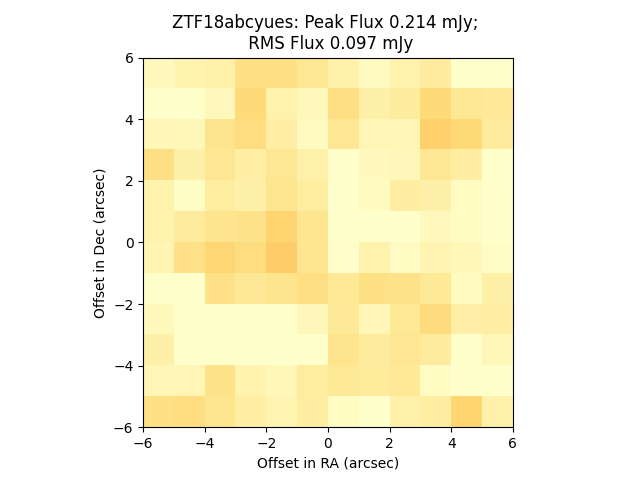 ZTF18abcyues: Peak Flux 0.214 mJy;
RMS Flux 0.097 mJy
6
4
2
0
−2
−4
−6
Offset in Dec (arcsec)
−6 −4 −2 0 2 4 6
Offset in RA (arcsec)